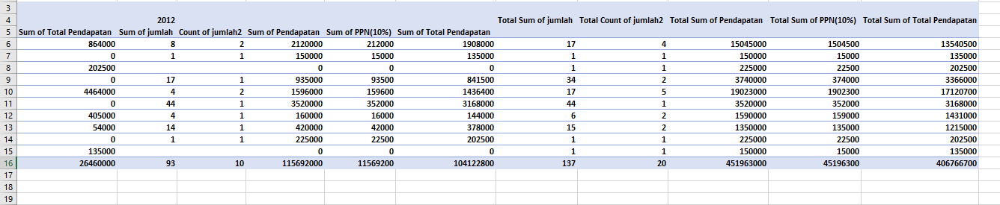 3
4 2012 Total Sum of jumlah Total Count of jumlah2 Total Sum of Pendapatan Total Sum of PPN(10%) Total Sum of Total Pendapatan
5 Sum of Total Pendapatan Sum of jumlah Count of jumlah2 Sum of Pendapatan Sum of PPN(10%) Sum of Total Pendapatan
6 864000 8 2 2120000 212000 1908000 17 4 15045000 1504500 13540500
7 0 1 1 150000 15000 135000 1 1 150000 15000 135000
8 202500 0 0 0 1 1 225000 22500 202500
9 0 17 1 935000 93500 841500 34 2 3740000 374000 3366000
10 4464000 4 2 1596000 159600 1436400 17 5 19023000 1902300 17120700
11 0 44 1 3520000 352000 3168000 44 1 3520000 352000 3168000
12 405000 4 1 160000 16000 144000 6 2 1590000 159000 1431000
13 54000 14 1 420000 42000 378000 15 2 1350000 135000 1215000
14 0 1 1 225000 22500 202500 1 1 225000 22500 202500
15 135000 0 0 0 1 1 150000 15000 135000
16 26460000 93 10 115692000 11569200 104122800 137 20 451963000 45196300 406766700
17
18
19